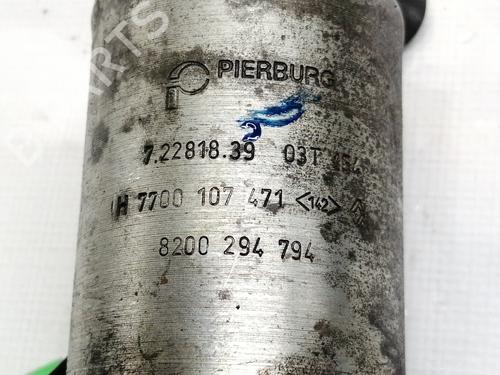 PIERBURG
7.22818.39 03T
H 7700 107 471 <142>
8200 294 794